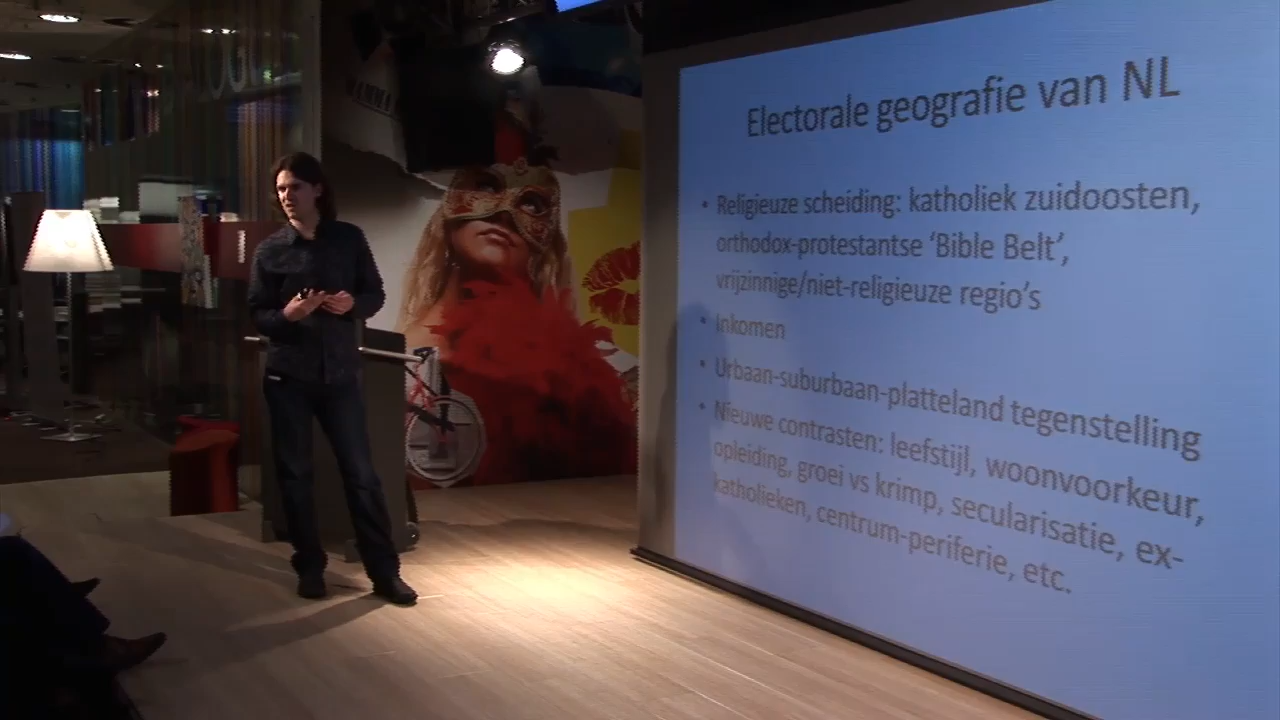 Electorale geografie van NL
• Religieuze scheiding: katholiek zuidoosten,
orthodox-protestantse ‘Bible Belt’,
vrijzinnige/niet-religieuze regio’s
• Inkomen
• Urbaan-suburbaan-platteland tegenstelling
• Nieuwe contrasten: leefstijl, woonvoorkeur,
opleiding, groei vs krimp, secularisatie, ex-
katholieken, centrum-periferie, etc.